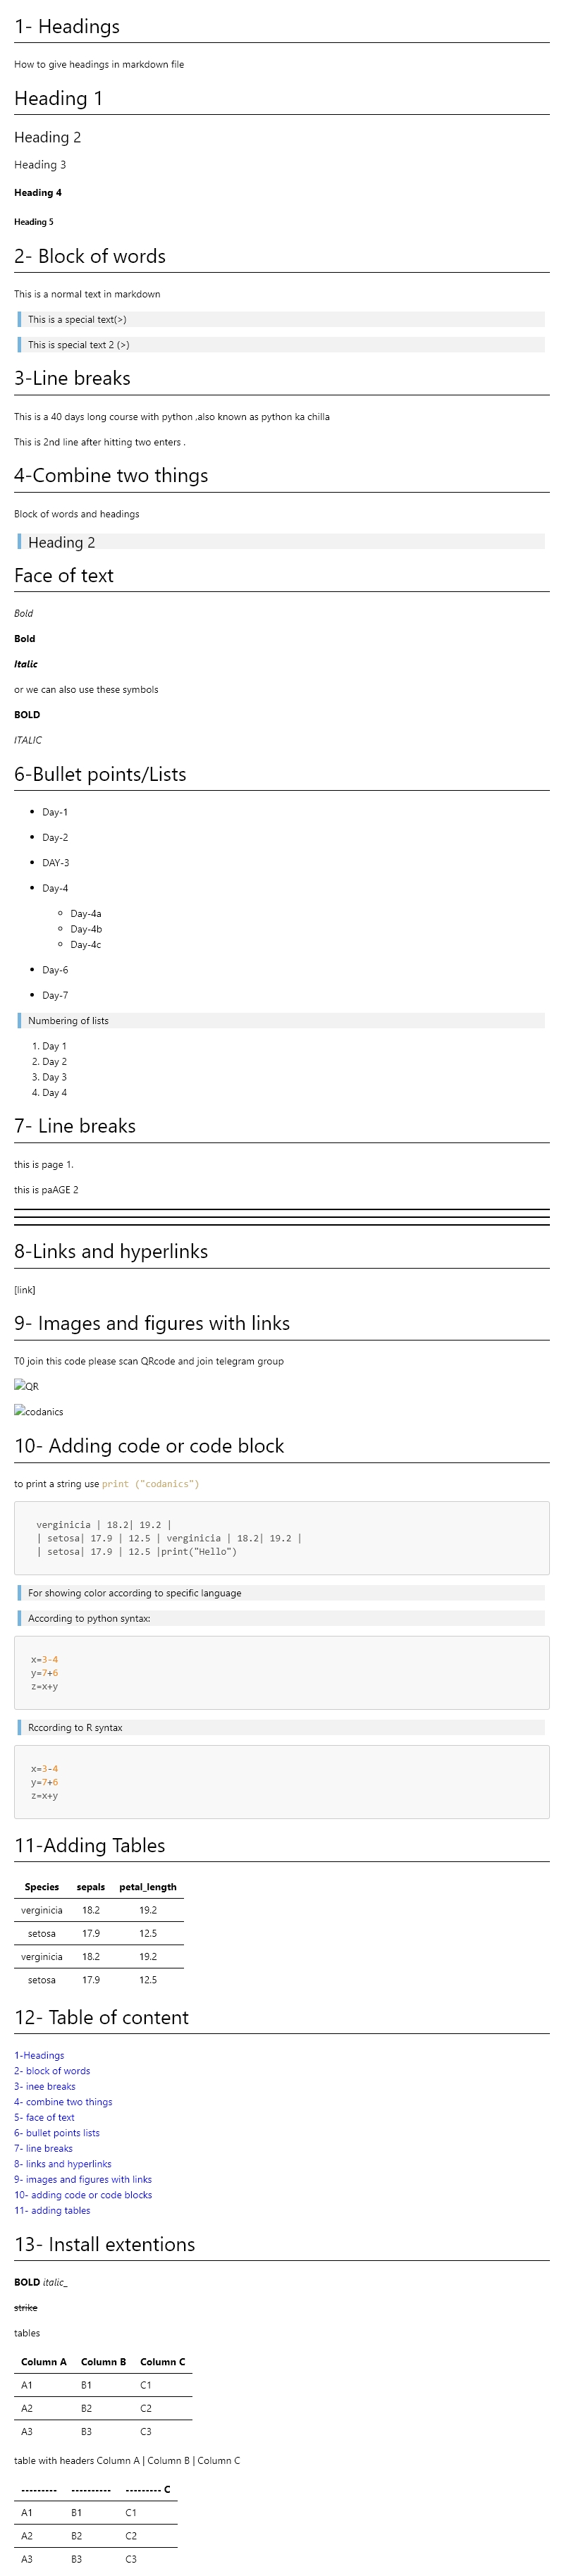 1- Headings
How to give headings in markdown file
Heading 1
Heading 2
Heading 3
Heading 4
Heading 5
2- Block of words
This is a normal text in markdown
This is a special text(>)
This is special text 2 (>)
3-Line breaks
This is a 40 days long course with python ,also known as python ka chilla
This is 2nd line after hitting two enters .
4-Combine two things
Block of words and headings
Heading 2
Face of text
Bold
Bold
Italic
or we can also use these symbols
BOLD
ITALIC
6-Bullet points/Lists
• Day-1
• Day-2
• DAY-3
• Day-4
○ Day-4a
○ Day-4b
○ Day-4c
• Day-6
• Day-7
Numbering of lists
1. Day 1
2. Day 2
3. Day 3
4. Day 4
7- Line breaks
this is page 1.
this is paAGE 2
8-Links and hyperlinks
[link]
9- Images and figures with links
T0 join this code please scan QRcode and join telegram group
QR
codanics
10- Adding code or code block
to print a string use print ("codanics")
verginicia | 18.2| 19.2 |
| setosa| 17.9 | 12.5 | verginicia | 18.2| 19.2 |
| setosa| 17.9 | 12.5 |print("Hello")
For showing color according to specific language
According to python syntax:
x=3-4
y=7+6
z=x+y
Rccording to R syntax
x=3-4
y=7+6
z=x+y
11-Adding Tables
Species sepals petal_length
verginicia 18.2 19.2
setosa 17.9 12.5
verginicia 18.2 19.2
setosa 17.9 12.5
12- Table of content
1-Headings
2- block of words
3- inee breaks
4- combine two things
5- face of text
6- bullet points lists
7- line breaks
8- links and hyperlinks
9- images and figures with links
10- adding code or code blocks
11- adding tables
13- Install extentions
BOLD italic_
strike
tables
Column A Column B Column C
A1 B1 C1
A2 B2 C2
A3 B3 C3
table with headers Column A | Column B | Column C
--------- ---------- --------- C
A1 B1 C1
A2 B2 C2
A3 B3 C3